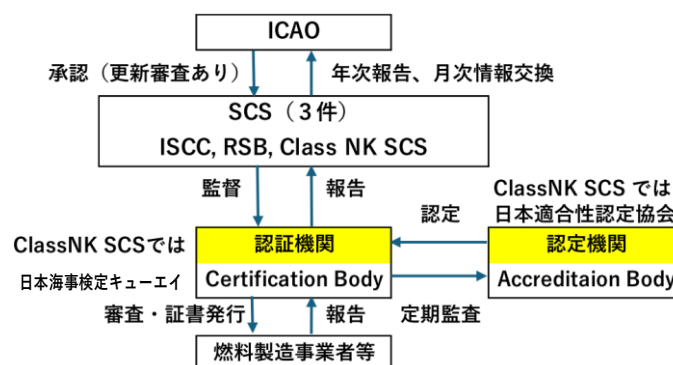 ICAO
承認（更新審査あり）
年次報告、月次情報交換
SCS（３件）
ISCC, RSB, Class NK SCS
監督
報告
ClassNK SCS では
日本適合性認定協会
認定
ClassNK SCSでは
日本海事検定キューエイ
認証機関
Certification Body
認定機関
Accreditaion Body
審査・証書発行
報告
定期監査
燃料製造事業者等